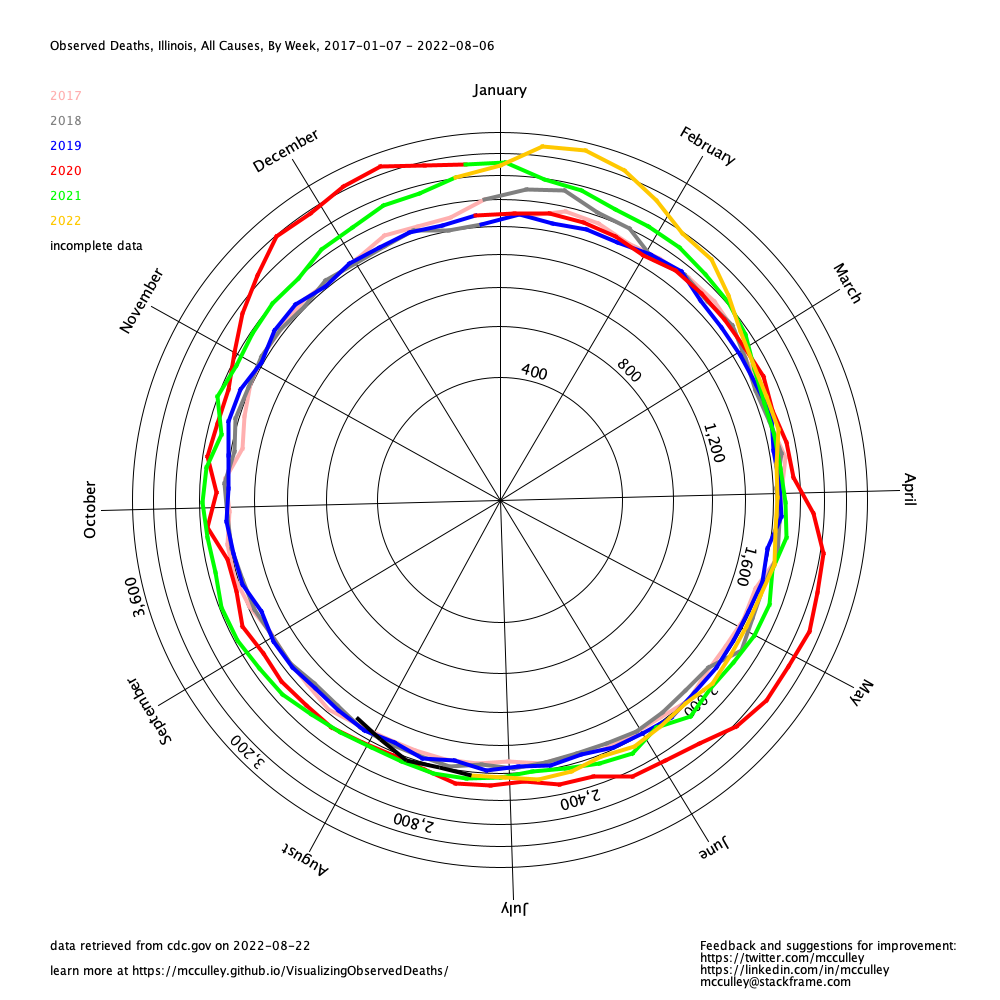 Observed Deaths, Illinois, All Causes, By Week, 2017-01-07 - 2022-08-06
2017
2018
2019
2020
2021
2022
incomplete data
January
February
March
April
May
June
July
August
September
October
November
December
400
800
1,200
1,600
2,000
2,400
2,800
3,200
3,600
data retrieved from cdc.gov on 2022-08-22
learn more at https://mcculley.github.io/VisualizingObservedDeaths/
Feedback and suggestions for improvement:
https://twitter.com/mcculley
https://linkedin.com/in/mcculley
mcculley@stackframe.com